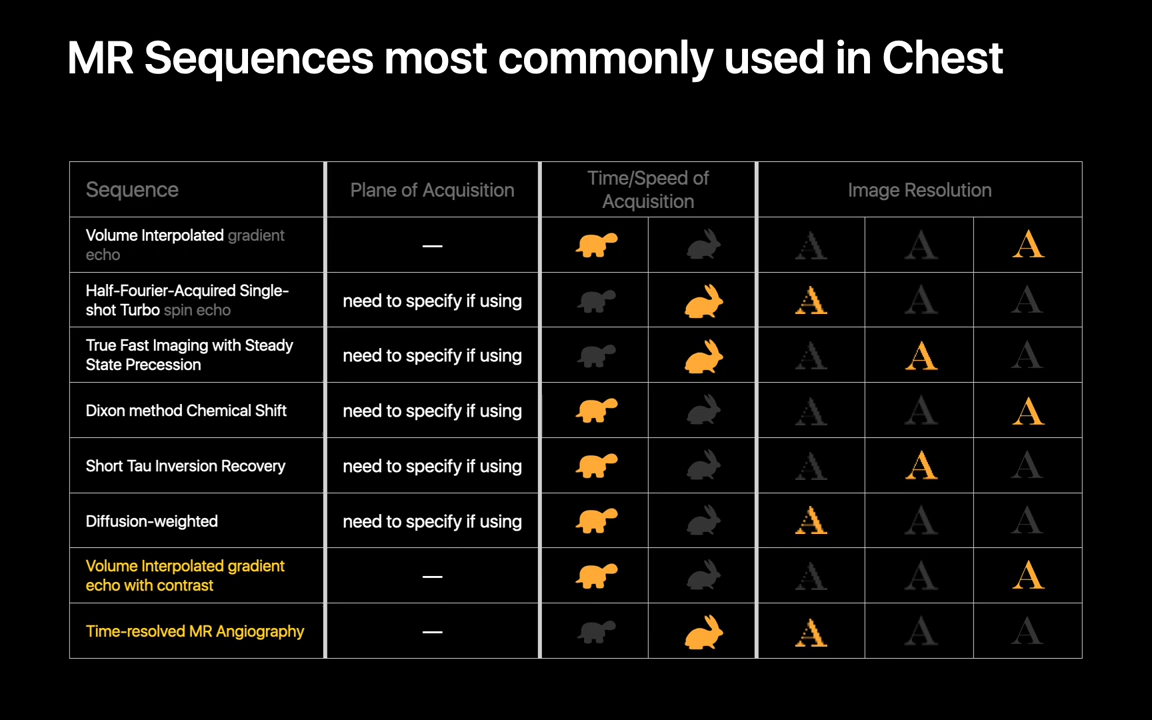 MR Sequences most commonly used in Chest
Sequence
Plane of Acquisition
Time/Speed of
Acquisition
Image Resolution
Volume Interpolated gradient
echo
—
A A A
Half-Fourier-Acquired Single-
shot Turbo spin echo
need to specify if using
A A A
True Fast Imaging with Steady
State Precession
need to specify if using
A A A
Dixon method Chemical Shift
need to specify if using
A A A
Short Tau Inversion Recovery
need to specify if using
A A A
Diffusion-weighted
need to specify if using
A A A
Volume Interpolated gradient
echo with contrast
—
A A A
Time-resolved MR Angiography
—
A A A